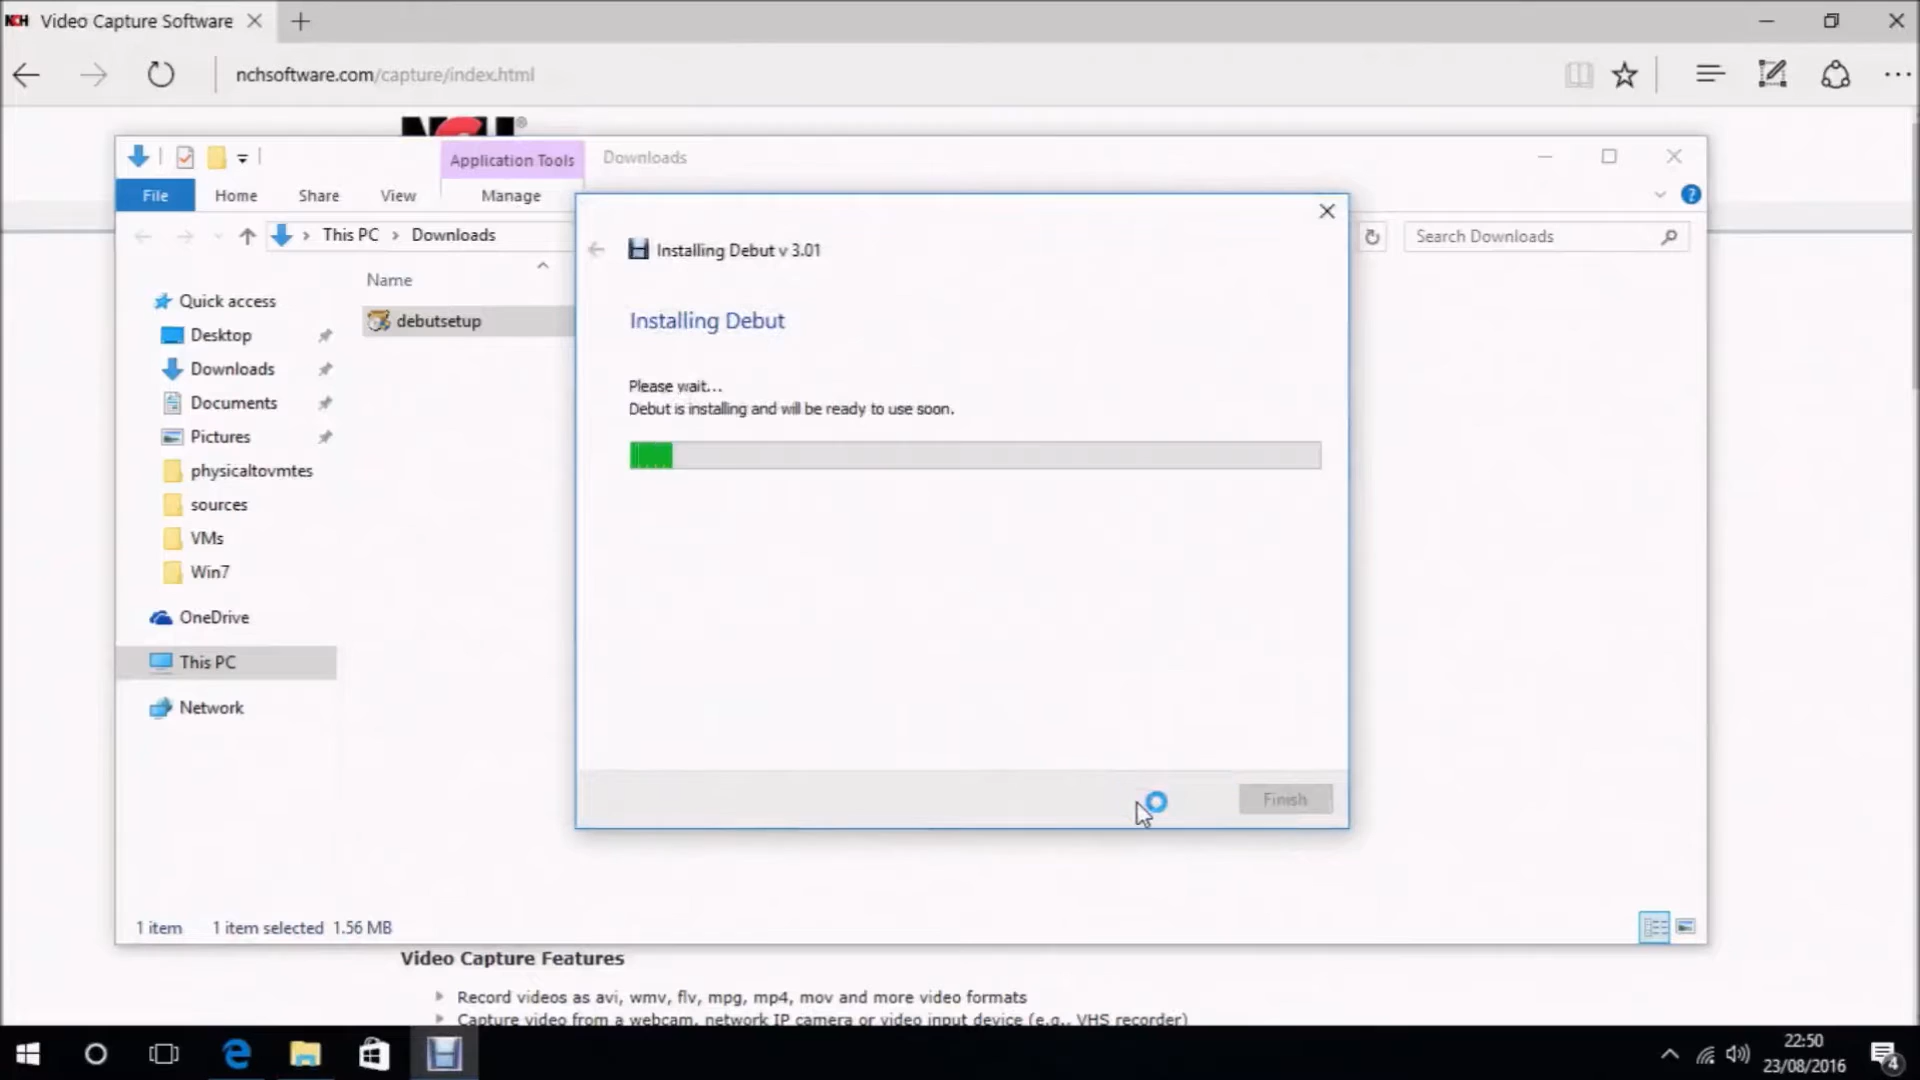 NCH Video Capture Software
nchsoftware.com/capture/index.html
NCH®
Application Tools Downloads
File Home Share View Manage
This PC > Downloads
Search Downloads
Name
debutsetup
Quick access
Desktop
Downloads
Documents
Pictures
physicaltovmtes
sources
VMs
Win7
OneDrive
This PC
Network
Installing Debut v 3.01
Installing Debut
Please wait...
Debut is installing and will be ready to use soon.
Finish
1 item 1 item selected 1.56 MB
Video Capture Features
Record videos as avi, wmv, flv, mpg, mp4, mov and more video formats
Capture video from a webcam, network IP camera or video input device (e.g., VHS recorder)
22:50
23/08/2016
4